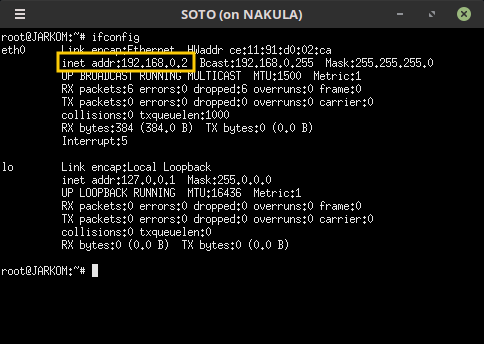 SOTO (on NAKULA)
root@JARKOM:~# ifconfig
eth0      Link encap:Ethernet  HWaddr ce:11:91:d0:02:ca
          inet addr:192.168.0.2  Bcast:192.168.0.255  Mask:255.255.255.0
          UP BROADCAST RUNNING MULTICAST  MTU:1500  Metric:1
          RX packets:6 errors:0 dropped:6 overruns:0 frame:0
          TX packets:0 errors:0 dropped:0 overruns:0 carrier:0
          collisions:0 txqueuelen:1000
          RX bytes:384 (384.0 B)  TX bytes:0 (0.0 B)
          Interrupt:5
lo        Link encap:Local Loopback
          inet addr:127.0.0.1  Mask:255.0.0.0
          UP LOOPBACK RUNNING  MTU:16436  Metric:1
          RX packets:0 errors:0 dropped:0 overruns:0 frame:0
          TX packets:0 errors:0 dropped:0 overruns:0 carrier:0
          collisions:0 txqueuelen:0
          RX bytes:0 (0.0 B)  TX bytes:0 (0.0 B)
root@JARKOM:~#